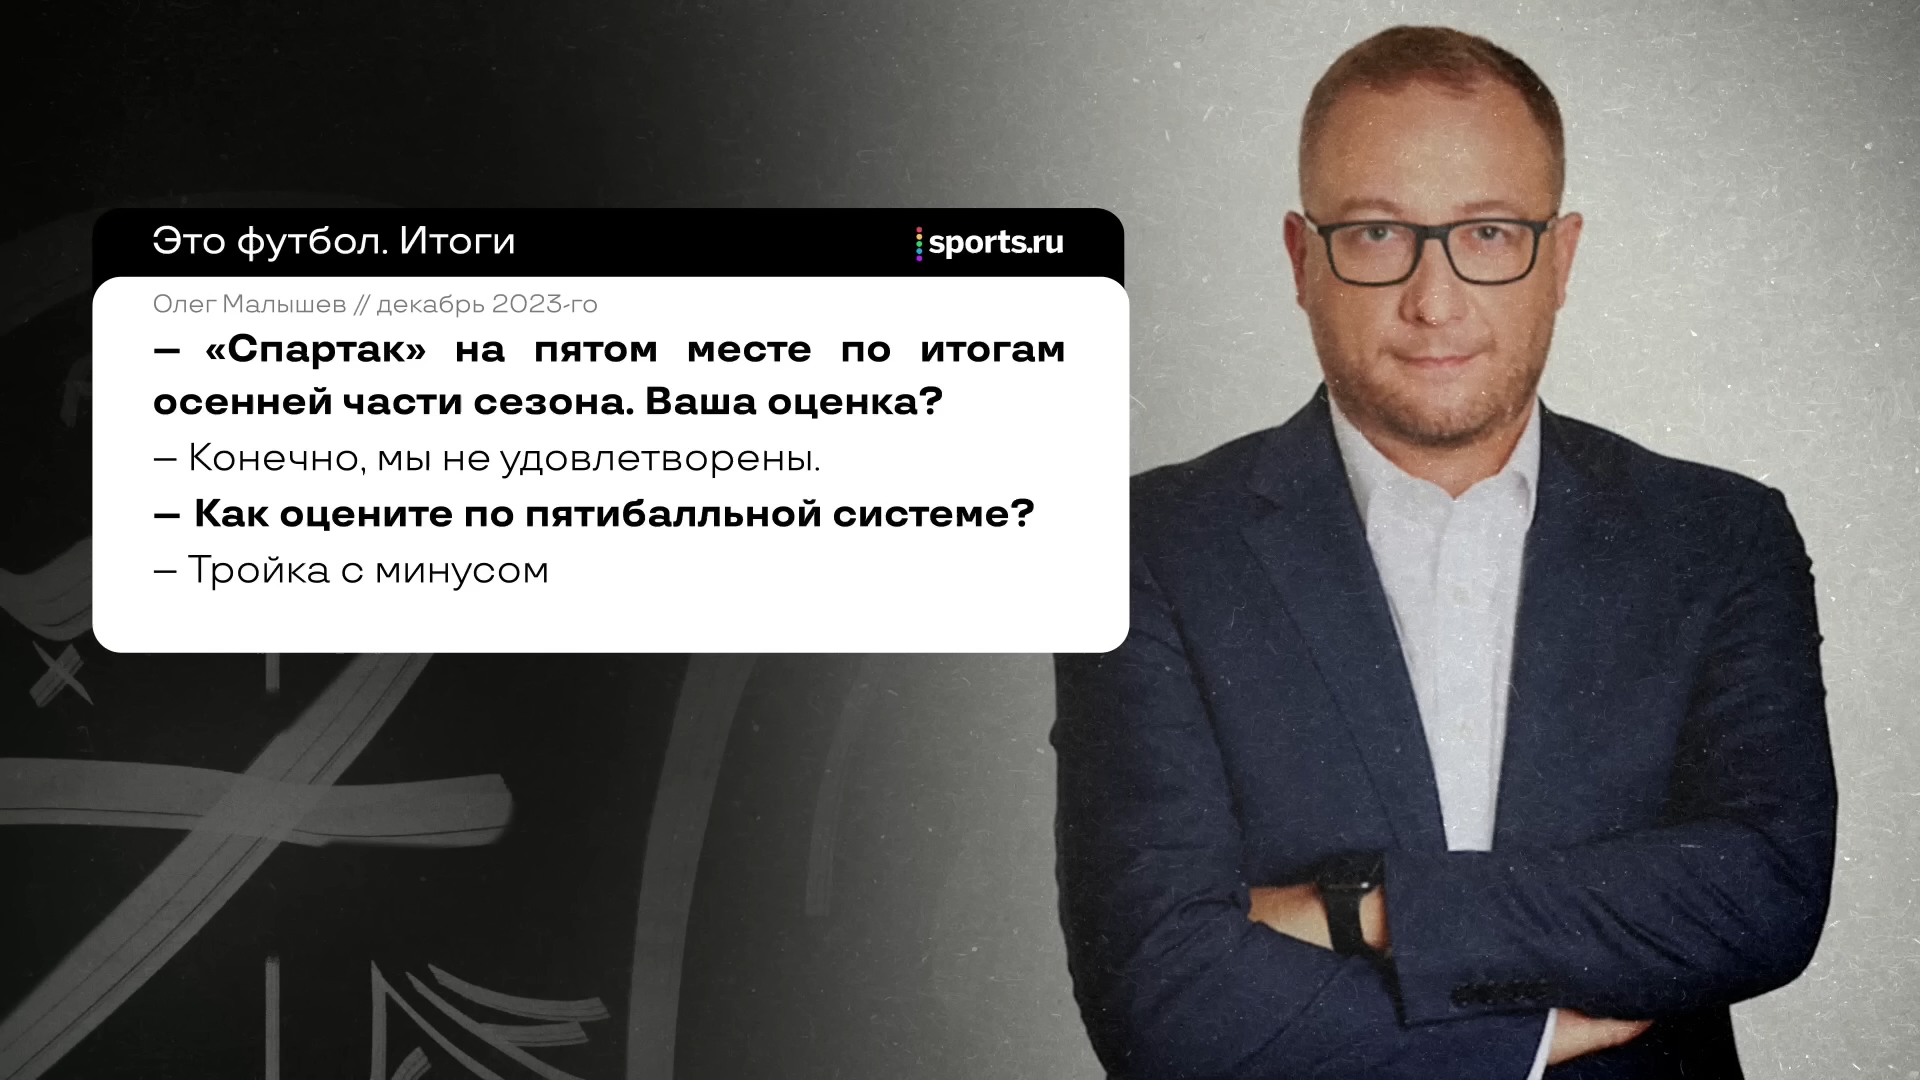 Это футбол. Итоги
sports.ru
Олег Малышев // декабрь 2023-го
– «Спартак» на пятом месте по итогам
осенней части сезона. Ваша оценка?
– Конечно, мы не удовлетворены.
– Как оцените по пятибалльной системе?
– Тройка с минусом